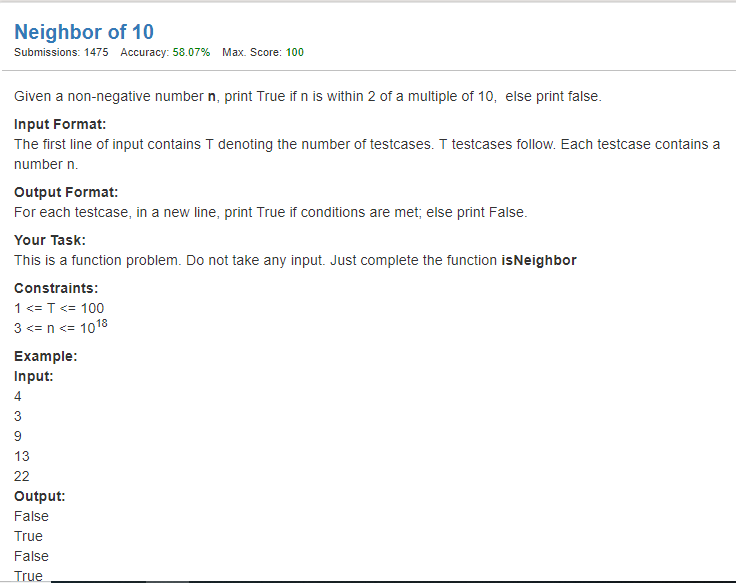 Neighbor of 10
Submissions: 1475 Accuracy: 58.07% Max. Score: 100
Given a non-negative number n, print True if n is within 2 of a multiple of 10, else print false.
Input Format:
The first line of input contains T denoting the number of testcases. T testcases follow. Each testcase contains a
number n.
Output Format:
For each testcase, in a new line, print True if conditions are met; else print False.
Your Task:
This is a function problem. Do not take any input. Just complete the function isNeighbor
Constraints:
1 <= T <= 100
3 <= n <= 10^18
Example:
Input:
4
3
9
13
22
Output:
False
True
False
True